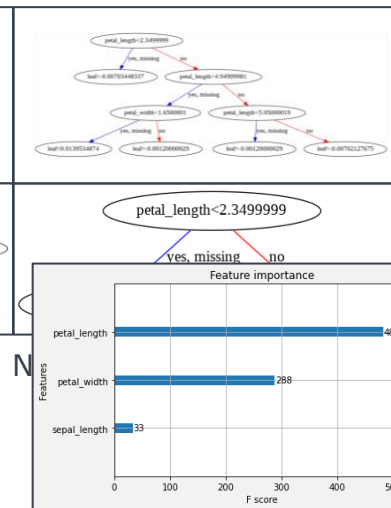 petal_length<2.3499999
yes, missing no
leaf=-0.00703448337
petal_length<4.94999981
yes, missing no
petal_width<1.6500001
petal_length<5.05000019
yes, missing no
yes, missing no
leaf=0.0139534874
leaf=-0.00120000029
leaf=-0.00120000029
leaf=-0.00702127675
petal_length<2.3499999
yes, missing no
Feature importance
petal_length
petal_width
288
sepal_length
33
Features
0 100 200 300 400
F score